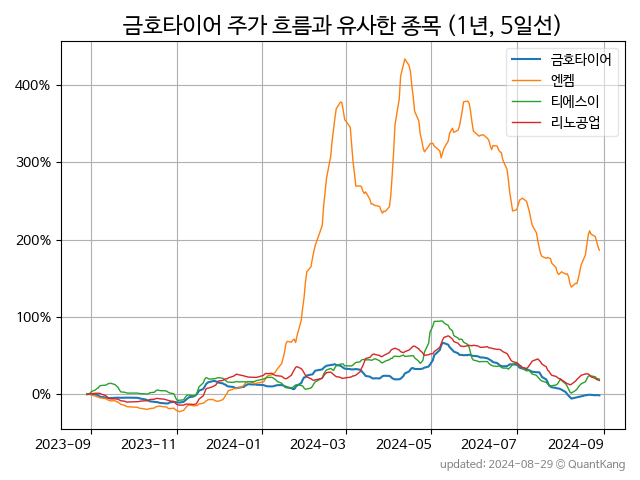 금호타이어 주가 흐름과 유사한 종목 (1년, 5일선)
금호타이어
엔켐
티에스이
리노공업
400%
300%
200%
100%
0%
2023-09 2023-11 2024-01 2024-03 2024-05 2024-07 2024-09
updated: 2024-08-29 © QuantKang